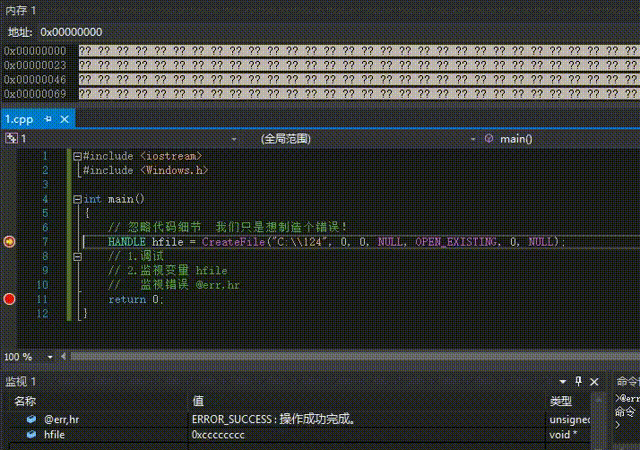 内存 1
地址: 0x00000000
0x00000000 ?? ?? ?? ?? ?? ?? ?? ?? ?? ?? ?? ?? ?? ?? ?? ?? ?? ?? ?? ?? ?? ?? ?? ?? ?? ?? ?? ?? ??
0x00000023 ?? ?? ?? ?? ?? ?? ?? ?? ?? ?? ?? ?? ?? ?? ?? ?? ?? ?? ?? ?? ?? ?? ?? ?? ?? ?? ?? ?? ??
0x00000046 ?? ?? ?? ?? ?? ?? ?? ?? ?? ?? ?? ?? ?? ?? ?? ?? ?? ?? ?? ?? ?? ?? ?? ?? ?? ?? ?? ?? ??
0x00000069 ?? ?? ?? ?? ?? ?? ?? ?? ?? ?? ?? ?? ?? ?? ?? ?? ?? ?? ?? ?? ?? ?? ?? ?? ?? ?? ?? ?? ??
1.cpp
1 (全局范围) main()
1 #include <iostream>
2 #include <Windows.h>
3
4 int main()
5 {
6 // 忽略代码细节 我们只是想制造个错误!
7 HANDLE hfile = CreateFile("C:\\124", 0, 0, NULL, OPEN_EXISTING, 0, NULL);
8 // 1.调试
9 // 2.监视变量 hfile
10 // 监视错误 @err,hr
11 return 0;
12 }
100 %
监视 1
名称 值 类型
@err,hr ERROR_SUCCESS : 操作成功完成。 unsigned
hfile 0xcccccccc void *
>@err
命令
>